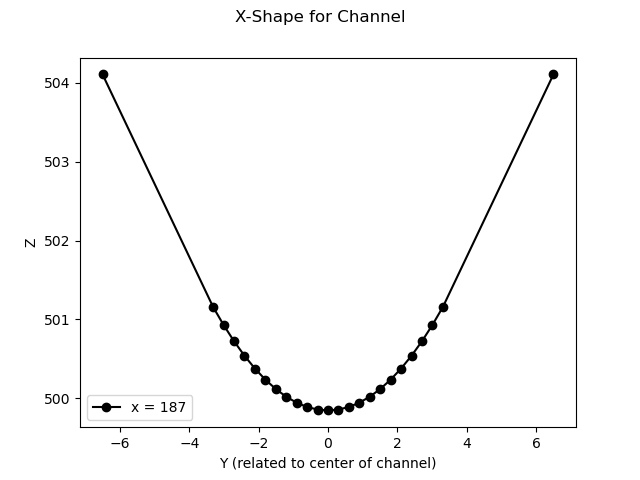 X-Shape for Channel
504
503
502
501
500
Z
x = 187
−6 −4 −2 0 2 4 6
Y (related to center of channel)